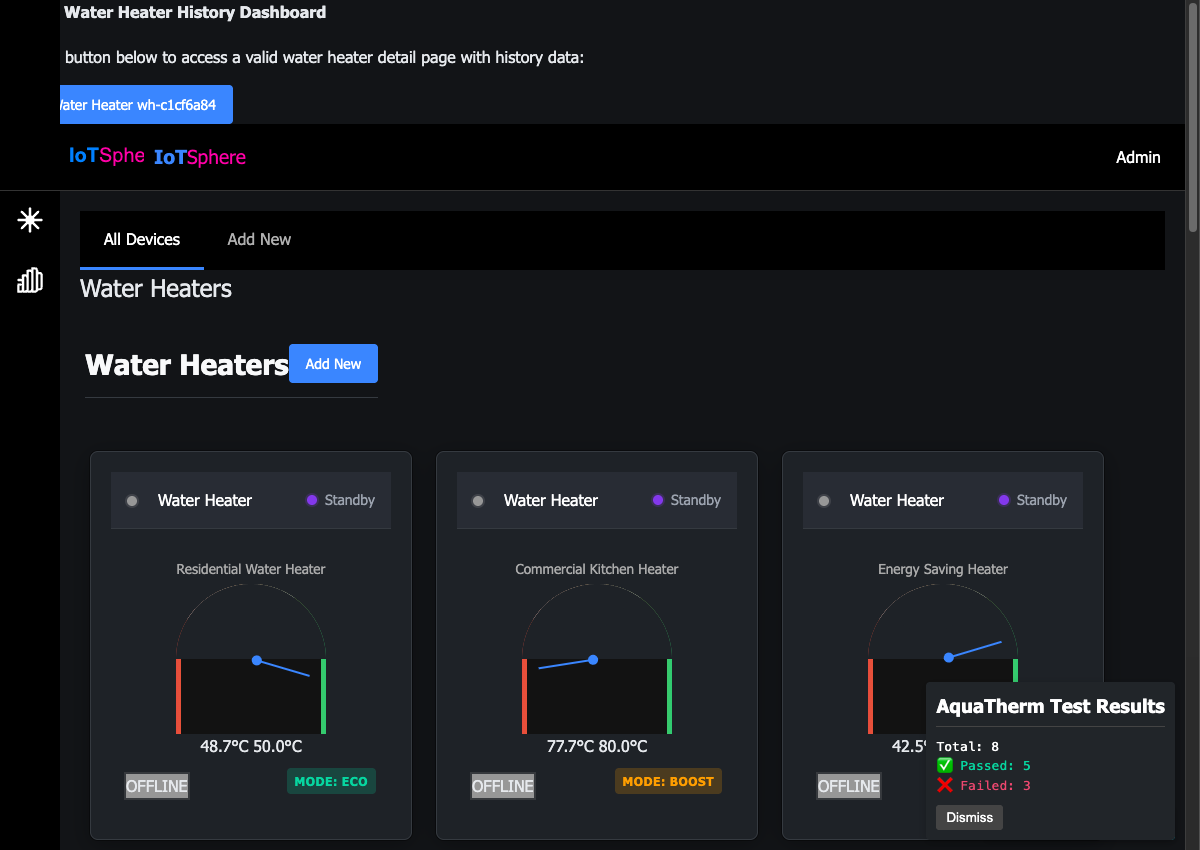 Water Heater History Dashboard
button below to access a valid water heater detail page with history data:
Water Heater wh-c1cf6a84
IoTSphe IoTSphere
Admin
All Devices Add New
Water Heaters
Water Heaters Add New
Water Heater Standby
Residential Water Heater
48.7°C 50.0°C
OFFLINE MODE: ECO
Water Heater Standby
Commercial Kitchen Heater
77.7°C 80.0°C
OFFLINE MODE: BOOST
Water Heater Standby
Energy Saving Heater
42.5°
OFFLINE
AquaTherm Test Results
Total: 8
✅ Passed: 5
❌ Failed: 3
Dismiss